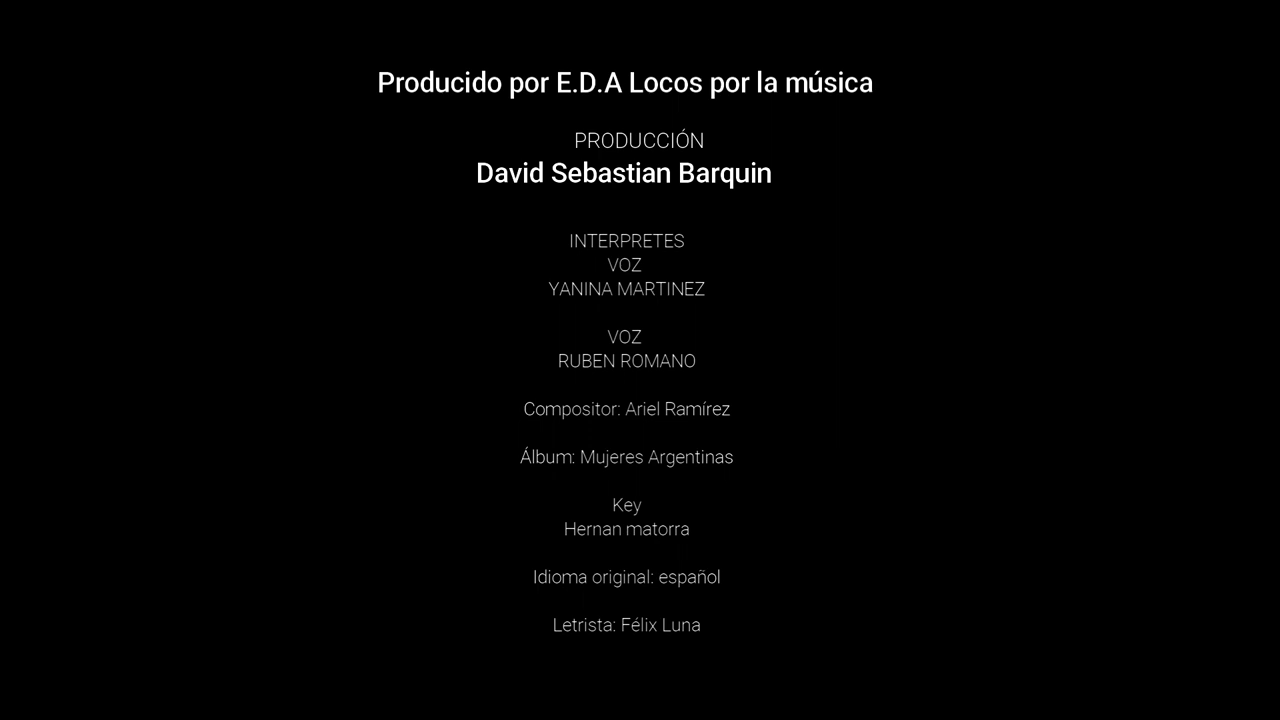 Producido por E.D.A Locos por la música
PRODUCCIÓN
David Sebastian Barquin
INTERPRETES
VOZ
YANINA MARTINEZ
VOZ
RUBEN ROMANO
Compositor: Ariel Ramírez
Álbum: Mujeres Argentinas
Key
Hernan matorra
Idioma original: español
Letrista: Félix Luna